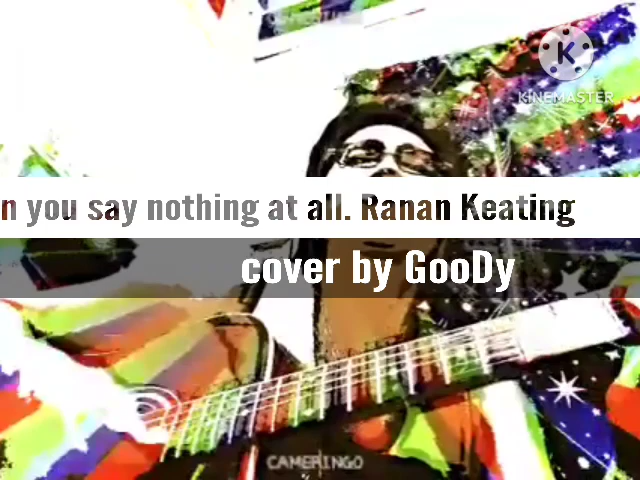 KINEMASTER
n you say nothing at all. Ranan Keating
cover by GooDy
CAMERINGO